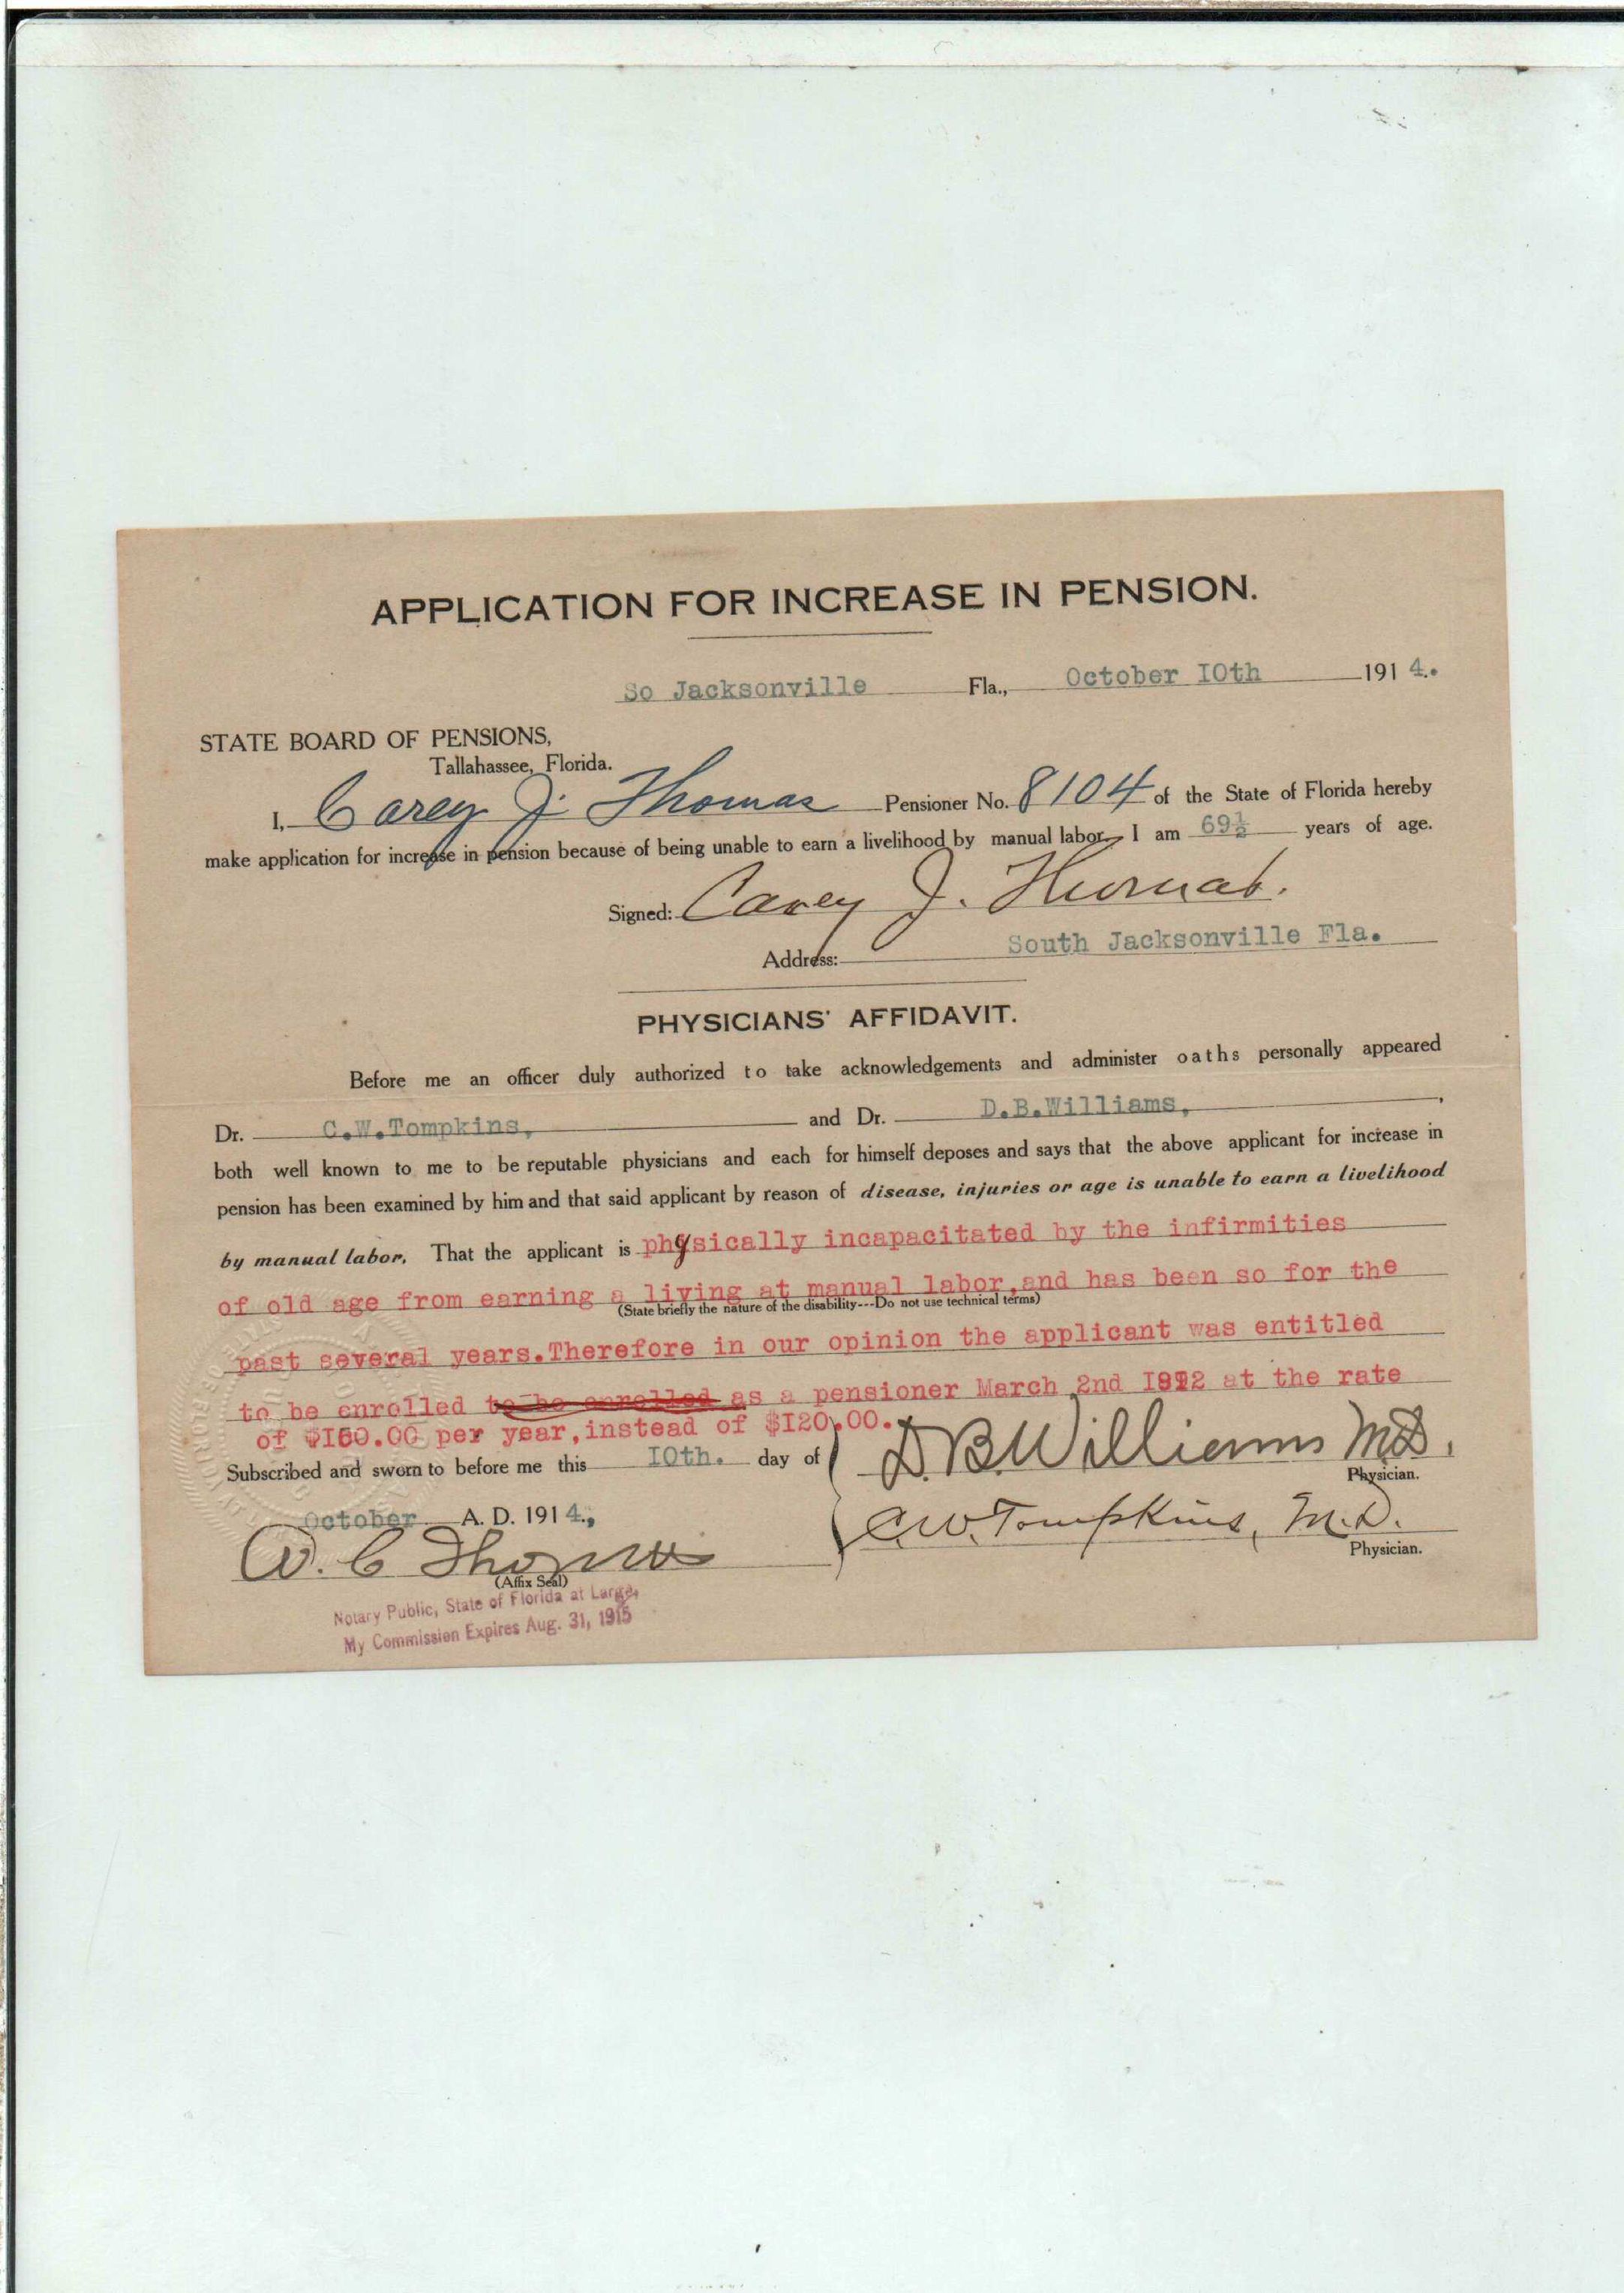 APPLICATION FOR INCREASE IN PENSION.
So Jacksonville Fla., October I0th 1914.
STATE BOARD OF PENSIONS,
Tallahassee, Florida.
I, Carey J. Thomas Pensioner No. 8104 of the State of Florida hereby
make application for increase in pension because of being unable to earn a livelihood by manual labor. I am 69½ years of age.
Signed: Carey J. Thomas.
Address: South Jacksonville Fla.
PHYSICIANS' AFFIDAVIT.
Before me an officer duly authorized to take acknowledgements and administer oaths personally appeared
Dr. C.W.Tompkins, and Dr. D.B.Williams,
both well known to me to be reputable physicians and each for himself deposes and says that the above applicant for increase in
pension has been examined by him and that said applicant by reason of disease, injuries or age is unable to earn a livelihood
by manual labor. That the applicant is physically incapacitated by the infirmities
of old age from earning a living at manual labor,and has been so for the
(State briefly the nature of the disability---Do not use technical terms)
past several years.Therefore in our opinion the applicant was entitled
to be enrolled to be enrolled as a pensioner March 2nd I912 at the rate
of $I50.00 per year,instead of $I20.00.
Subscribed and sworn to before me this I0th. day of
D.B.Williams M.D.
Physician.
October A. D. 1914.,
C.W.Tompkins, M.D.
Physician.
W. C Thomas
(Affix Seal)
Notary Public, State of Florida at Large,
My Commission Expires Aug. 31, 1915